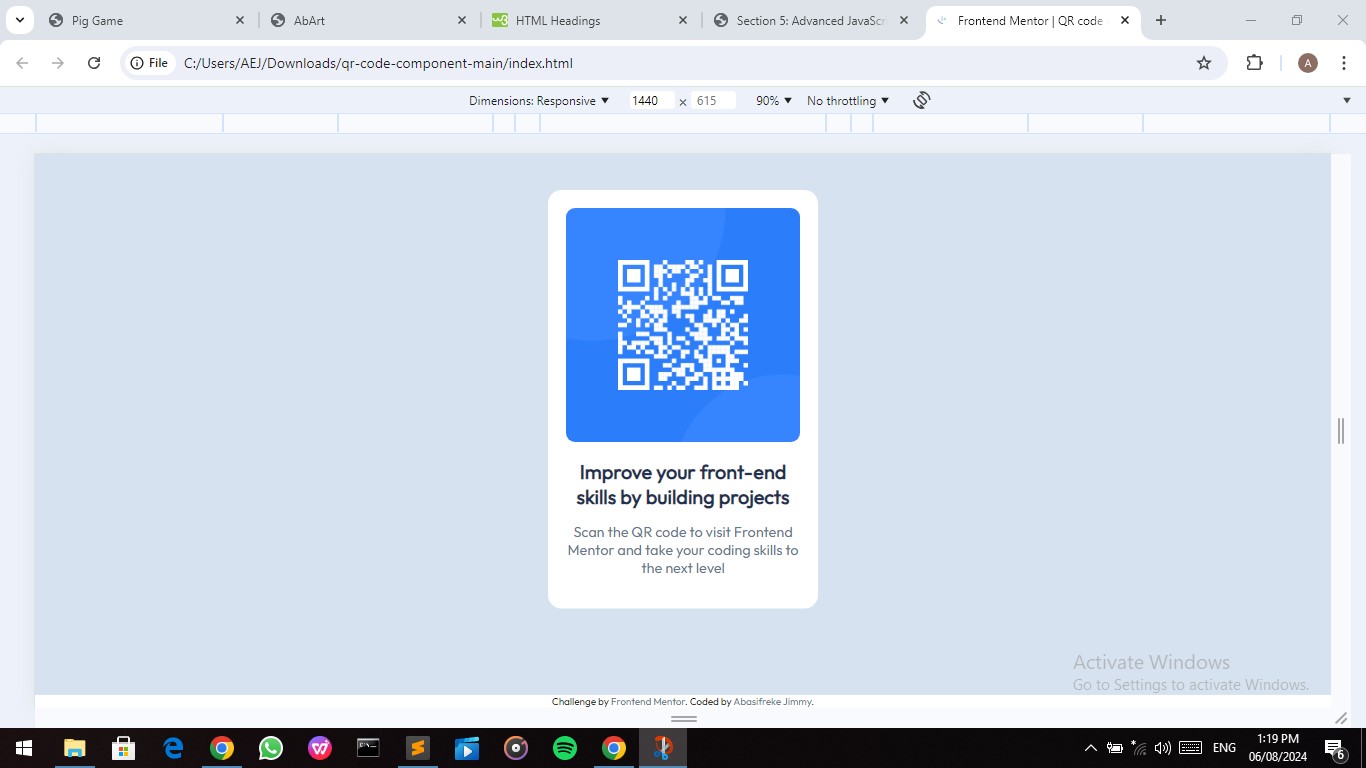 Pig Game
AbArt
HTML Headings
Section 5: Advanced JavaScr
Frontend Mentor | QR code
File
C:/Users/AEJ/Downloads/qr-code-component-main/index.html
A
Dimensions: Responsive
1440
×
615
90%
No throttling
Improve your front-end
skills by building projects
Scan the QR code to visit Frontend
Mentor and take your coding skills to
the next level
Activate Windows
Go to Settings to activate Windows.
Challenge by Frontend Mentor. Coded by Abasifreke Jimmy.
ENG
1:19 PM
06/08/2024
6